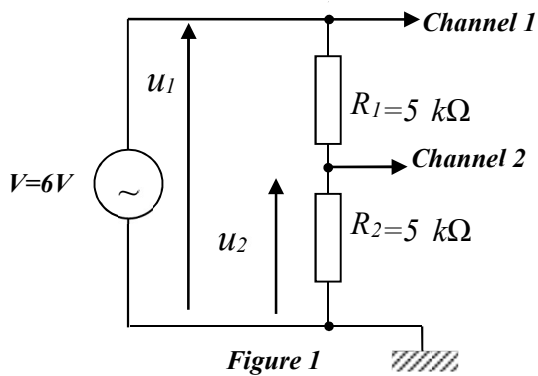 Channel 1
u1
R1=5 kΩ
Channel 2
V=6V
~
R2=5 kΩ
u2
Figure 1